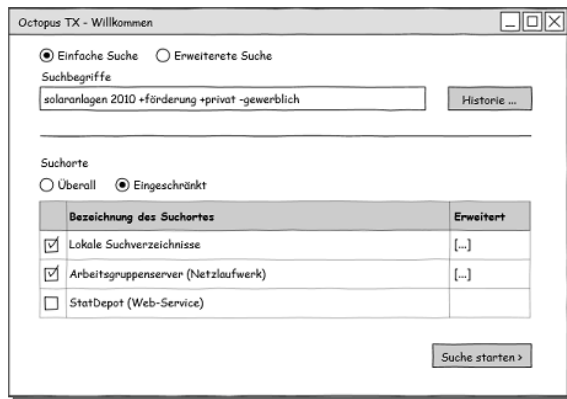 Octopus TX - Willkommen
Einfache Suche Erweiterete Suche
Suchbegriffe
solaranlagen 2010 +förderung +privat -gewerblich Historie ...
Suchorte
Überall Eingeschränkt
Bezeichnung des Suchortes Erweitert
Lokale Suchverzeichnisse [...]
Arbeitsgruppenserver (Netzlaufwerk) [...]
StatDepot (Web-Service)
Suche starten >